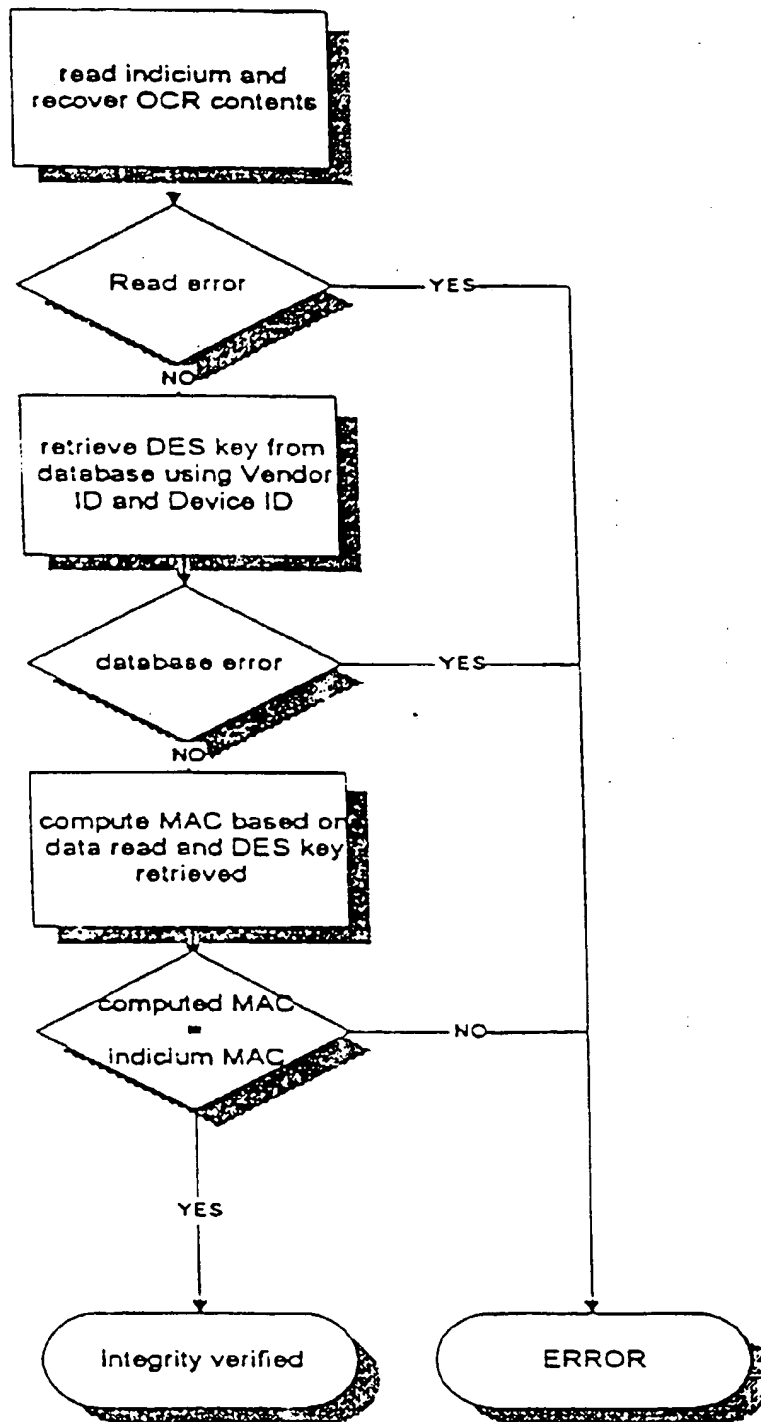 read indicium and
recover OCR contents
Read error
YES
NO
retrieve DES key from
database using Vendor
ID and Device ID
database error
YES
NO
compute MAC based on
data read and DES key
retrieved
computed MAC
=
indicium MAC
NO
YES
Integrity verified
ERROR